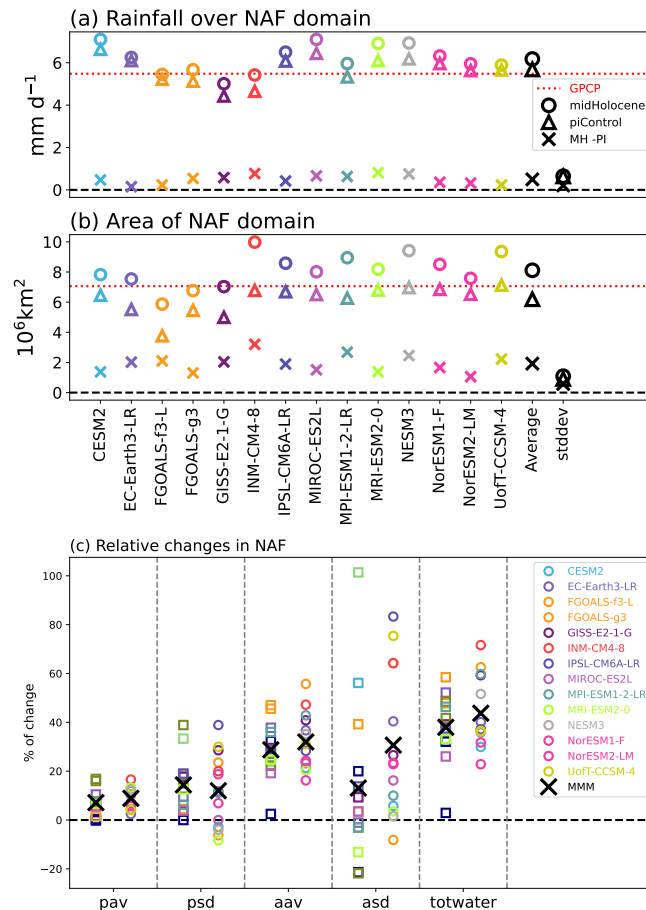 (a) Rainfall over NAF domain
6
4
2
0
mm d⁻¹
GPCP
midHolocene
piControl
MH -PI
(b) Area of NAF domain
10
8
6
4
2
0
10⁶km²
CESM2
EC-Earth3-LR
FGOALS-f3-L
FGOALS-g3
GISS-E2-1-G
INM-CM4-8
IPSL-CM6A-LR
MIROC-ES2L
MPI-ESM1-2-LR
MRI-ESM2-0
NESM3
NorESM1-F
NorESM2-LM
UofT-CCSM-4
Average
stddev
(c) Relative changes in NAF
100
80
60
40
20
0
−20
% of change
CESM2
EC-Earth3-LR
FGOALS-f3-L
FGOALS-g3
GISS-E2-1-G
INM-CM4-8
IPSL-CM6A-LR
MIROC-ES2L
MPI-ESM1-2-LR
MRI-ESM2-0
NESM3
NorESM1-F
NorESM2-LM
UofT-CCSM-4
MMM
pav psd aav asd totwater